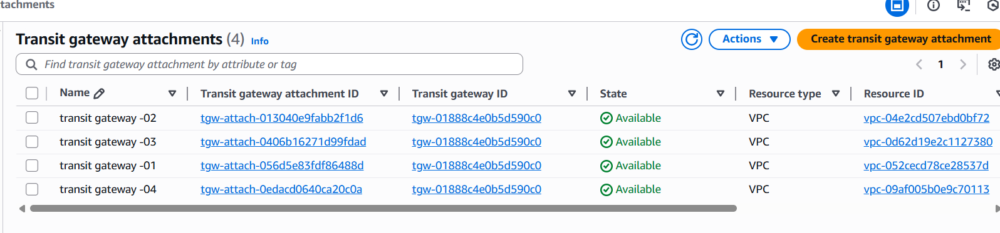 tachments
Transit gateway attachments (4) Info
Actions
Create transit gateway attachment
Find transit gateway attachment by attribute or tag
1
Name Transit gateway attachment ID Transit gateway ID State Resource type Resource ID
transit gateway -02 tgw-attach-013040e9fabb2f1d6 tgw-01888c4e0b5d590c0 Available VPC vpc-04e2cd507ebd0bf72
transit gateway -03 tgw-attach-0406b16271d99fdad tgw-01888c4e0b5d590c0 Available VPC vpc-0d62d19e2c1127380
transit gateway -01 tgw-attach-056d5e83fdf86488d tgw-01888c4e0b5d590c0 Available VPC vpc-052cecd78ce28537d
transit gateway -04 tgw-attach-0edacd0640ca20c0a tgw-01888c4e0b5d590c0 Available VPC vpc-09af005b0e9c70113